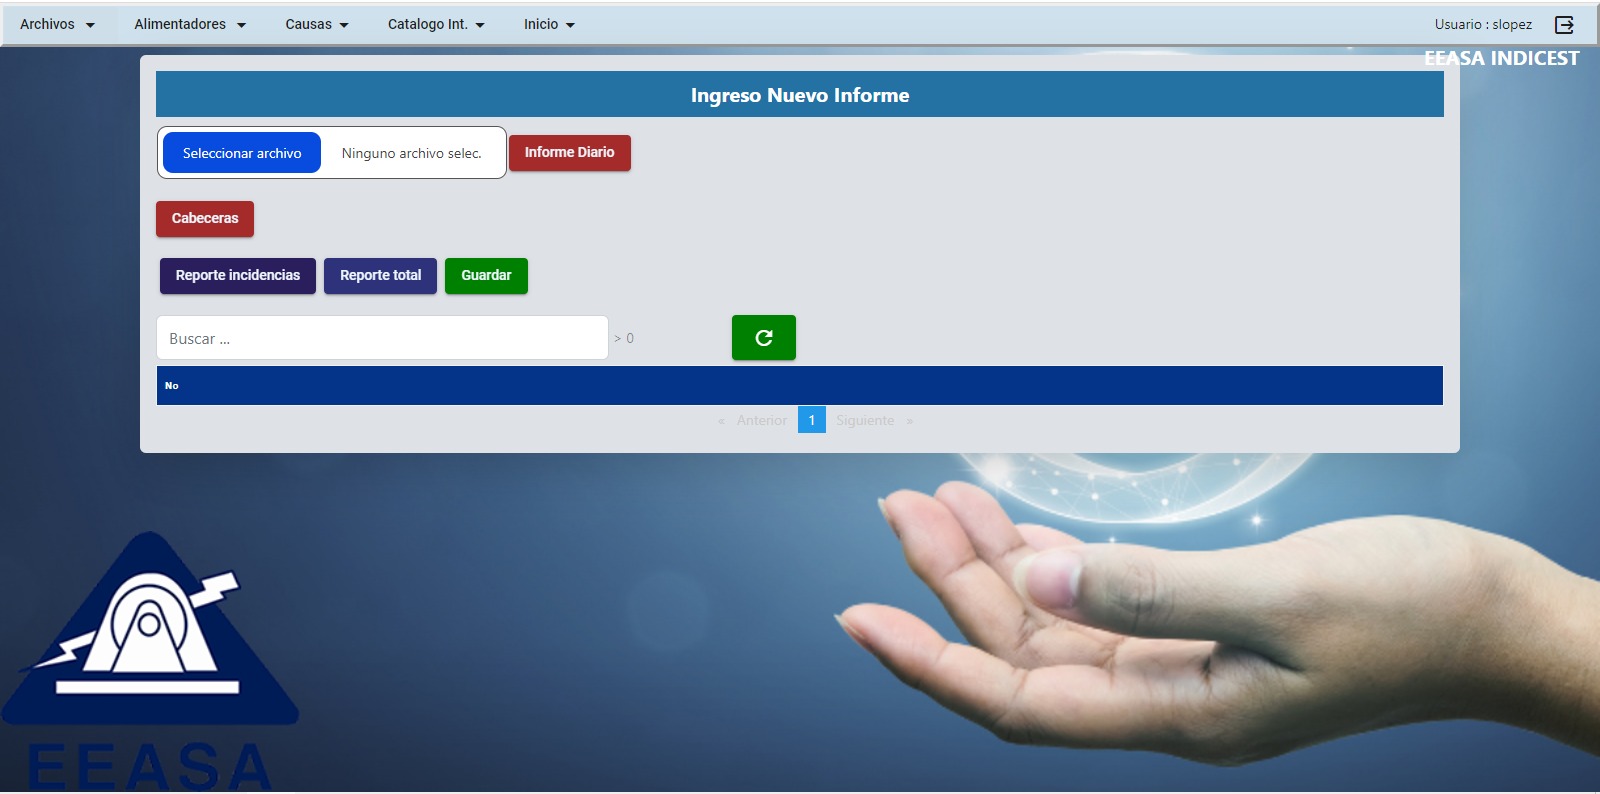 Archivos Alimentadores Causas Catalogo Int. Inicio Usuario : slopez
EEASA INDICEST
Ingreso Nuevo Informe
Seleccionar archivo Ninguno archivo selec. Informe Diario
Cabeceras
Reporte incidencias Reporte total Guardar
Buscar ... > 0
No
« Anterior 1 Siguiente »
EEASA